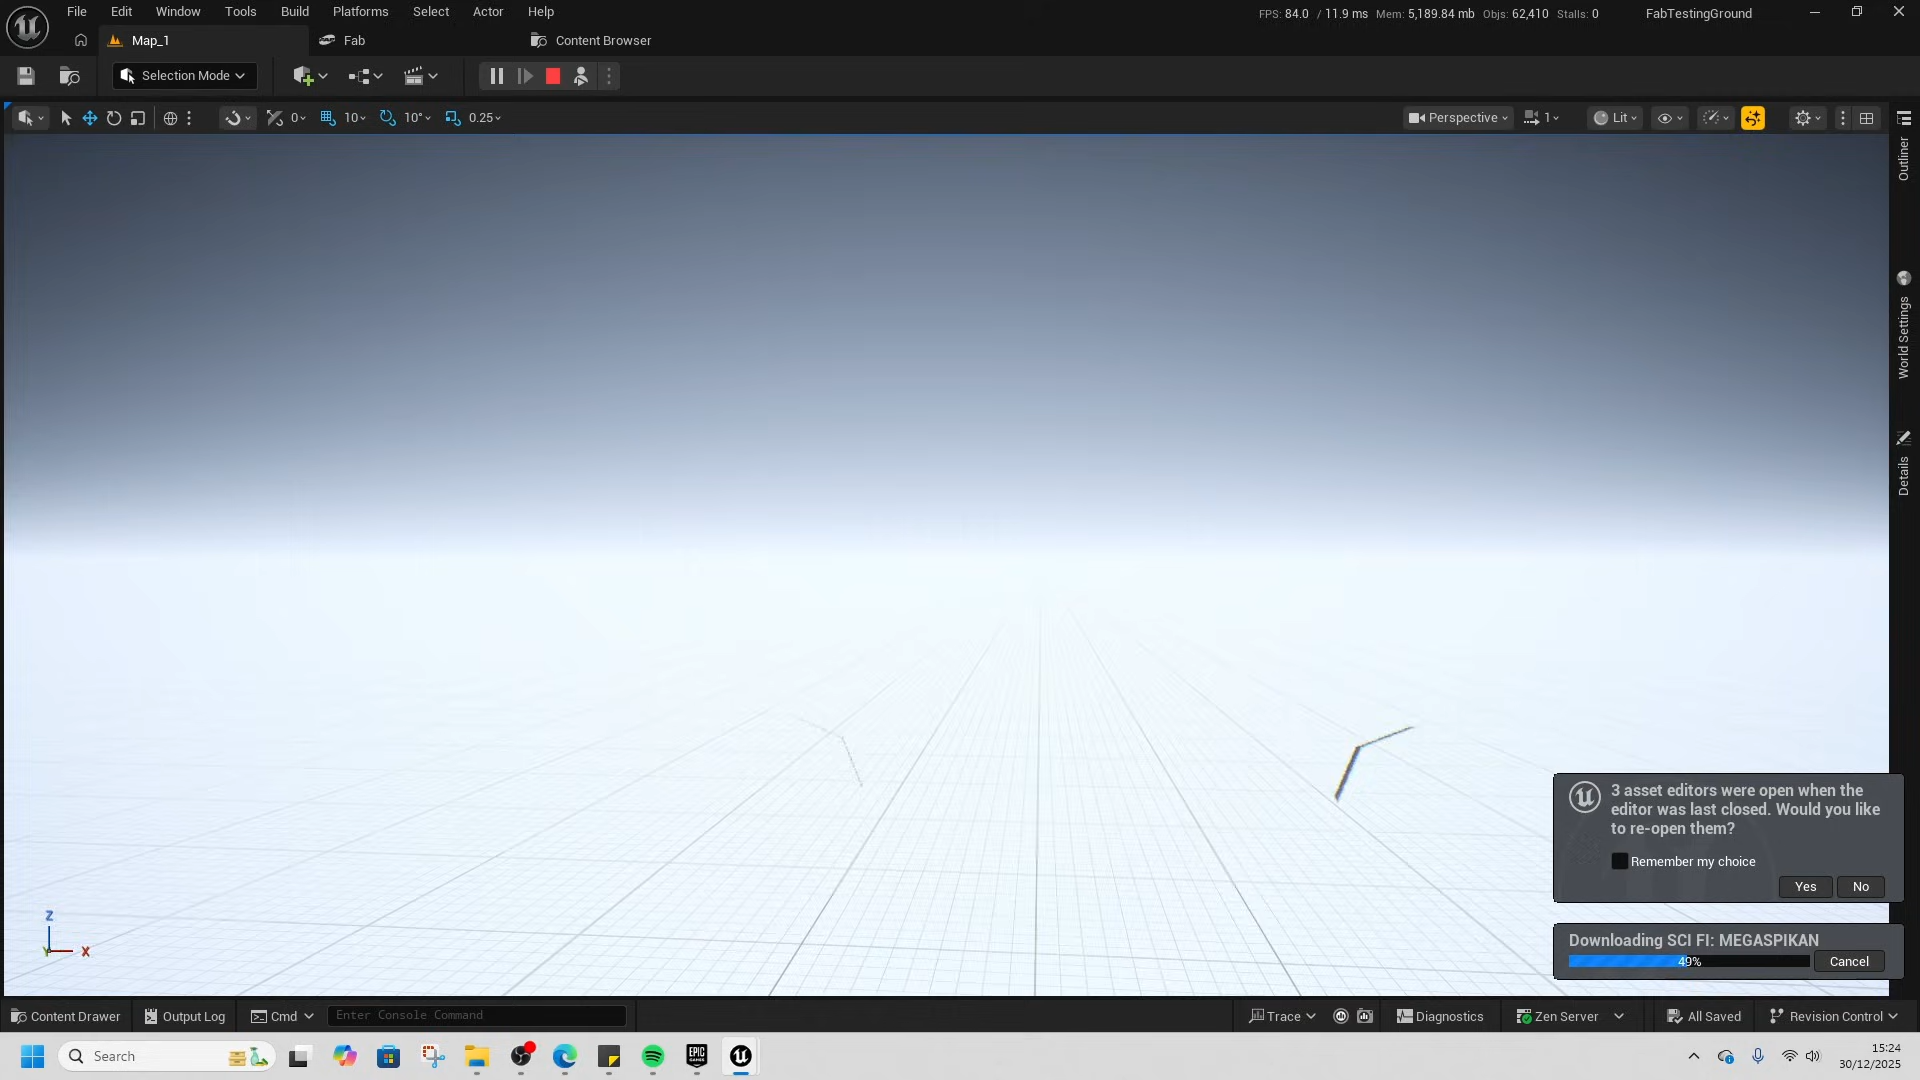 File Edit Window Tools Build Platforms Select Actor Help
FPS: 84.0 / 11.9 ms Mem: 5,189.84 mb Objs: 62,410 Stalls: 0
FabTestingGround
Map_1
Fab
Content Browser
Selection Mode
0
10
10°
0.25
Perspective
1
Lit
Outliner
World Settings
Details
3 asset editors were open when the
editor was last closed. Would you like
to re-open them?
Remember my choice
Yes
No
Z
Y
X
Downloading SCI FI: MEGASPIKAN
49%
Cancel
Content Drawer
Output Log
Cmd
Enter Console Command
Trace
Diagnostics
Zen Server
All Saved
Revision Control
Search
EPIC
GAMES
15:24
30/12/2025